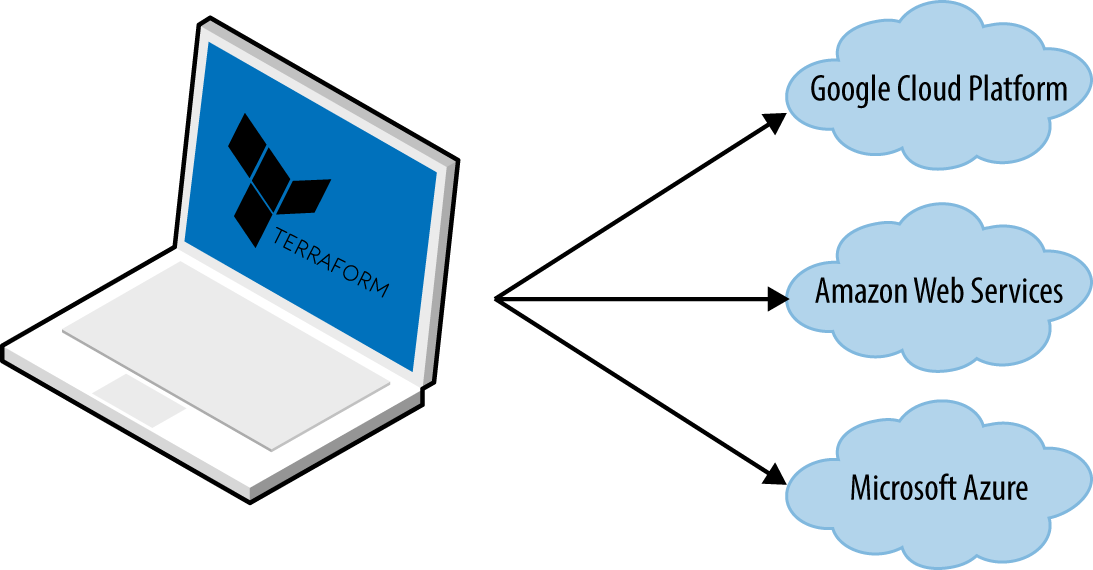 TERRAFORM
Google Cloud Platform
Amazon Web Services
Microsoft Azure